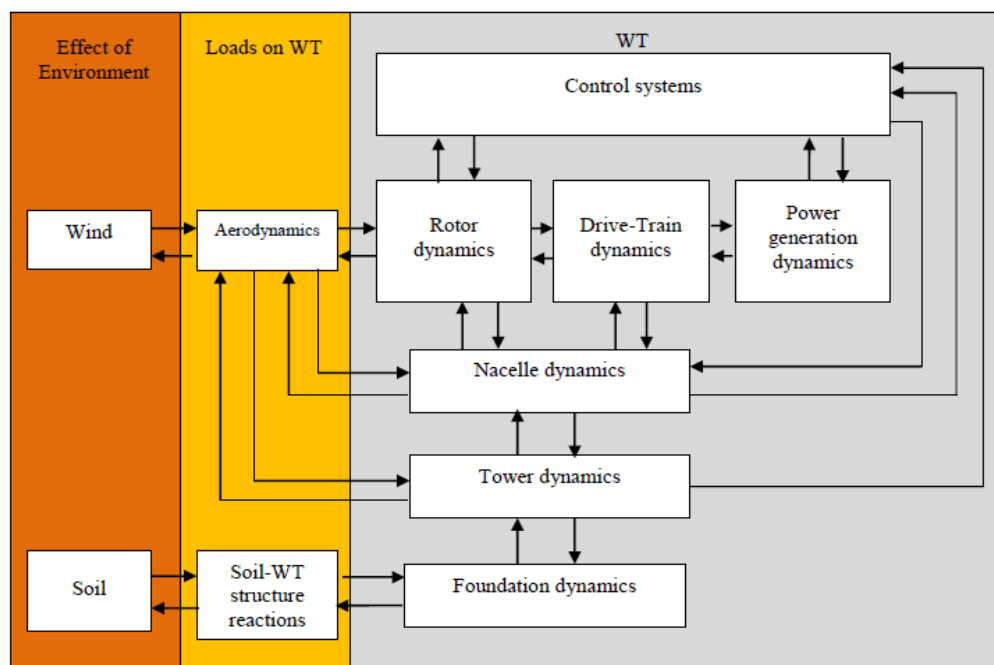 Effect of
Environment
Loads on WT
WT
Control systems
Wind
Aerodynamics
Rotor
dynamics
Drive-Train
dynamics
Power
generation
dynamics
Nacelle dynamics
Tower dynamics
Soil
Soil-WT
structure
reactions
Foundation dynamics